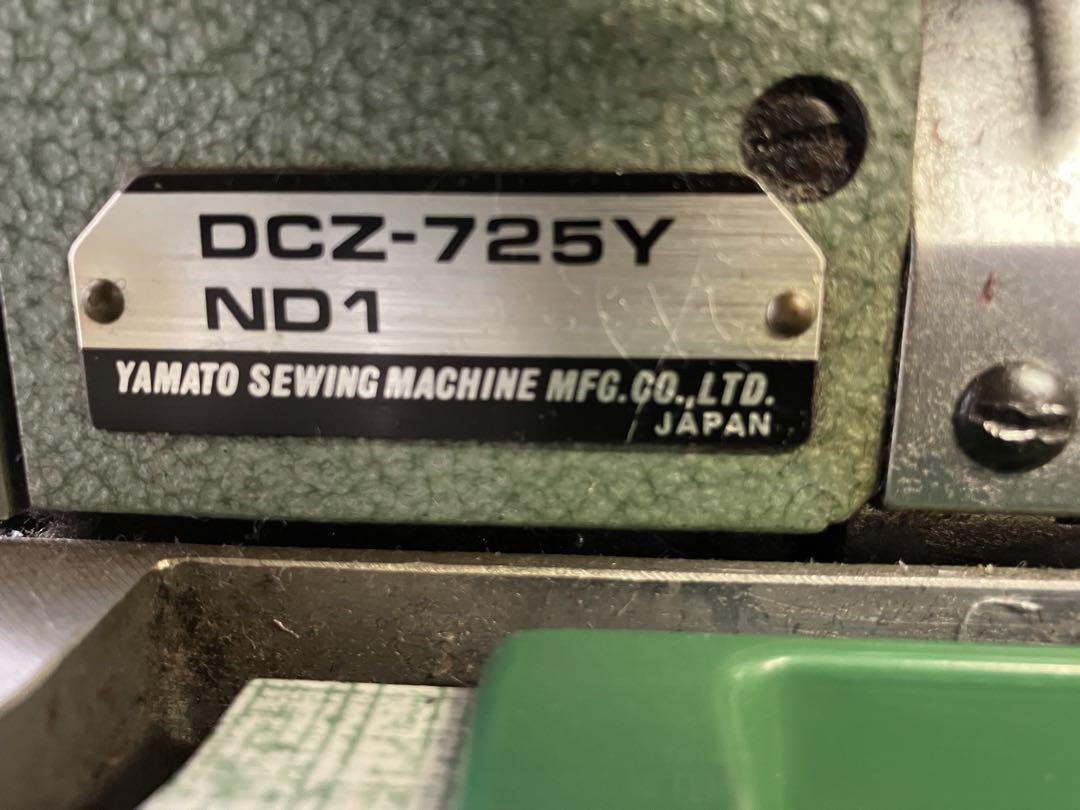 DCZ-725Y
ND1
YAMATO SEWING MACHINE MFG.CO.,LTD.
JAPAN